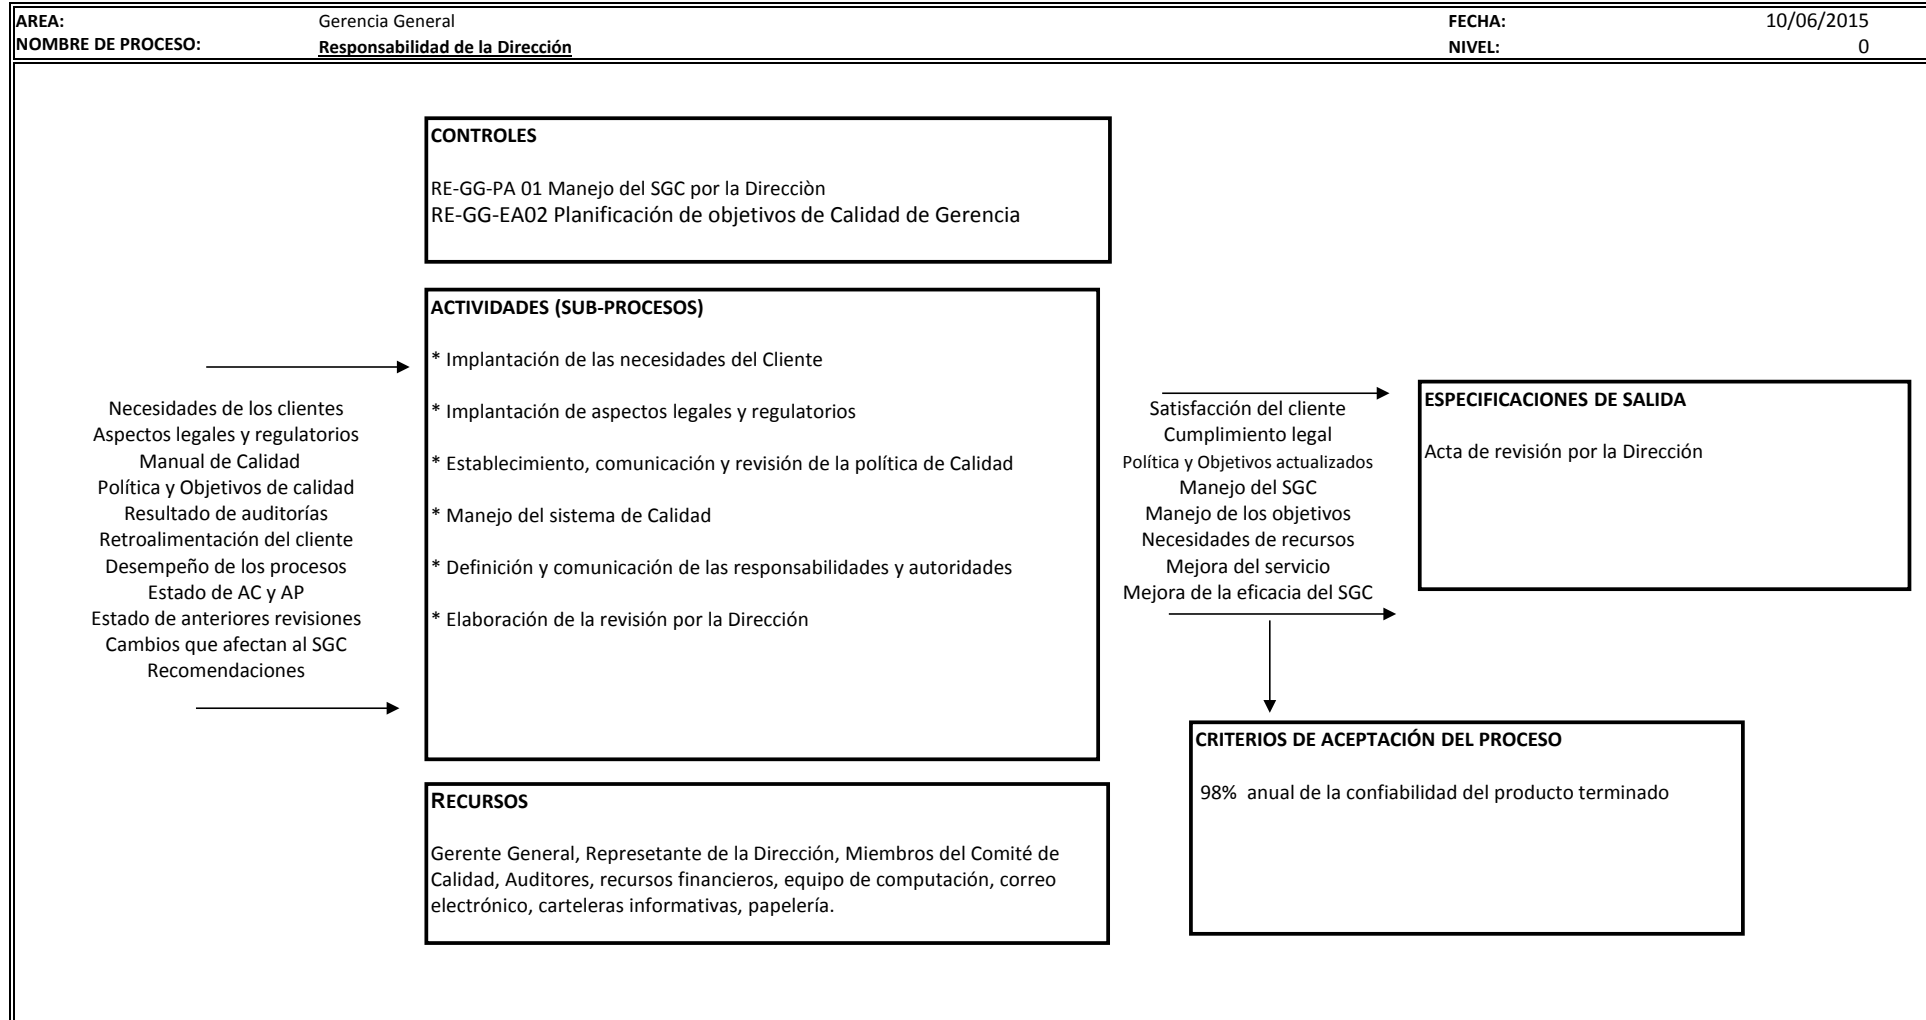 AREA: Gerencia General FECHA: 10/06/2015
NOMBRE DE PROCESO: Responsabilidad de la Dirección NIVEL: 0
CONTROLES
RE-GG-PA 01 Manejo del SGC por la Direcciòn
RE-GG-EA02 Planificación de objetivos de Calidad de Gerencia
Necesidades de los clientes
Aspectos legales y regulatorios
Manual de Calidad
Política y Objetivos de calidad
Resultado de auditorías
Retroalimentación del cliente
Desempeño de los procesos
Estado de AC y AP
Estado de anteriores revisiones
Cambios que afectan al SGC
Recomendaciones
ACTIVIDADES (SUB-PROCESOS)
* Implantación de las necesidades del Cliente
* Implantación de aspectos legales y regulatorios
* Establecimiento, comunicación y revisión de la política de Calidad
* Manejo del sistema de Calidad
* Definición y comunicación de las responsabilidades y autoridades
* Elaboración de la revisión por la Dirección
Satisfacción del cliente
Cumplimiento legal
Política y Objetivos actualizados
Manejo del SGC
Manejo de los objetivos
Necesidades de recursos
Mejora del servicio
Mejora de la eficacia del SGC
ESPECIFICACIONES DE SALIDA
Acta de revisión por la Dirección
CRITERIOS DE ACEPTACIÓN DEL PROCESO
98% anual de la confiabilidad del producto terminado
RECURSOS
Gerente General, Represetante de la Dirección, Miembros del Comité de
Calidad, Auditores, recursos financieros, equipo de computación, correo
electrónico, carteleras informativas, papelería.